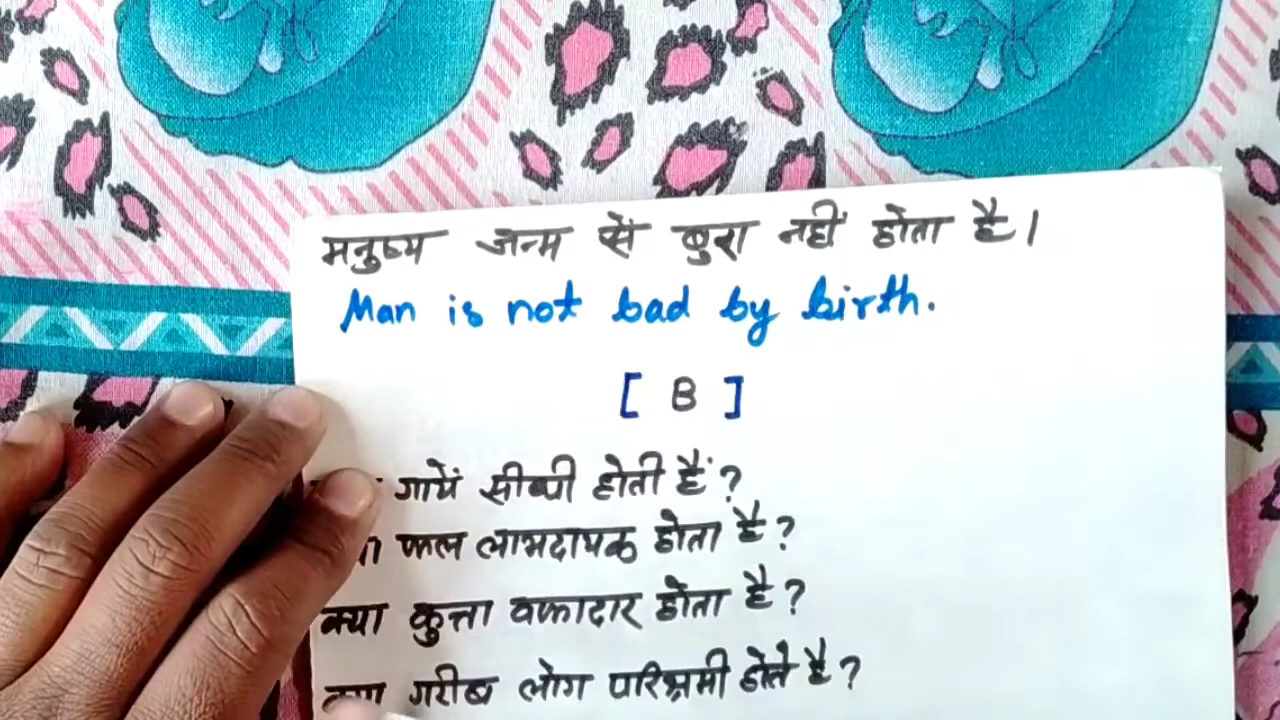 मनुष्य जन्म से बुरा नहीं होता है।
Man is not bad by birth.
[ B ]
गायें सीधी होती हैं?
फल लाभदायक होता है?
क्या कुत्ता वफादार होता है?
क्या गरीब लोग परिश्रमी होते है?